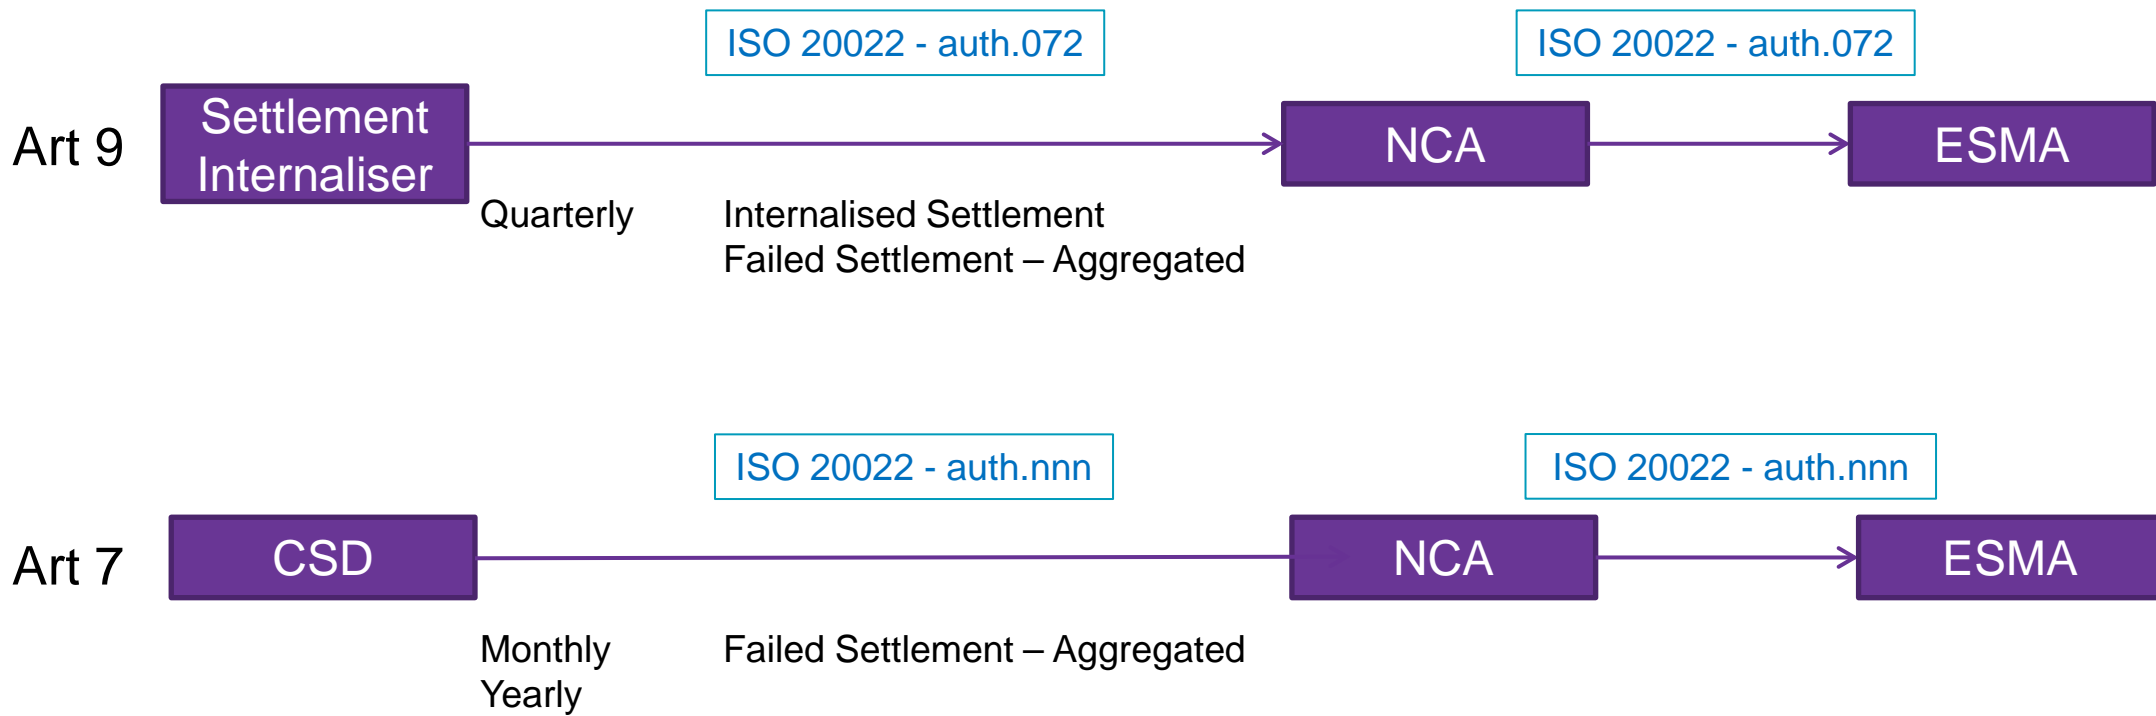 ISO 20022 - auth.072
ISO 20022 - auth.072
Art 9
Settlement
Internaliser
NCA
ESMA
Quarterly
Internalised Settlement
Failed Settlement – Aggregated
ISO 20022 - auth.nnn
ISO 20022 - auth.nnn
Art 7
CSD
NCA
ESMA
Monthly
Yearly
Failed Settlement – Aggregated